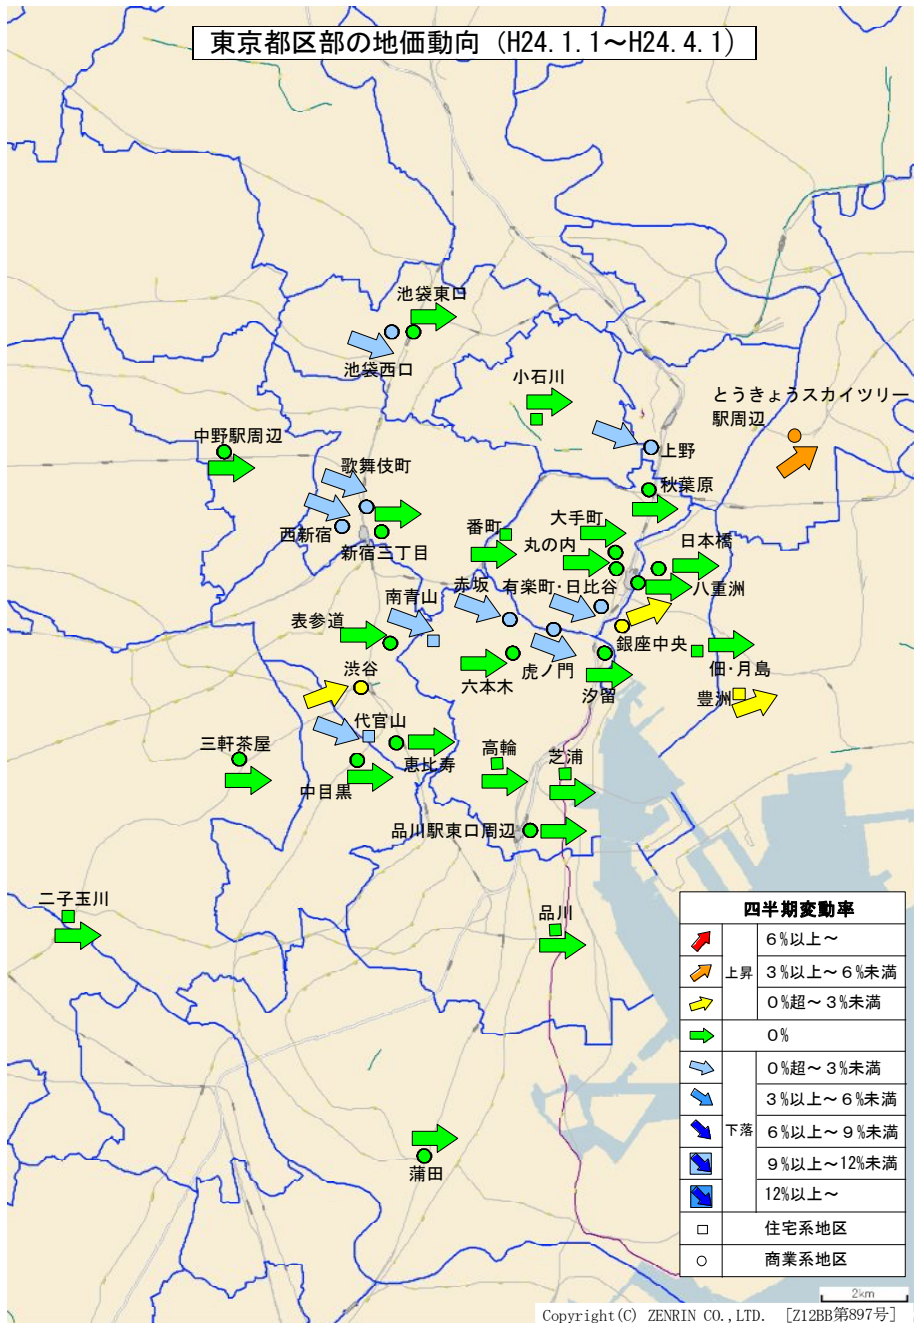 東京都区部の地価動向 (H24.1.1～H24.4.1)
池袋東口
池袋西口
小石川
とうきょうスカイツリー
駅周辺
中野駅周辺
上野
歌舞伎町
秋葉原
西新宿
新宿三丁目
番町
大手町
丸の内
日本橋
八重洲
赤坂
有楽町・日比谷
南青山
表参道
銀座中央
佃・月島
六本木
虎ノ門
汐留
豊洲
渋谷
代官山
三軒茶屋
恵比寿
中目黒
高輪
芝浦
品川駅東口周辺
二子玉川
品川
蒲田
四半期変動率
上昇
６%以上～
３%以上～６%未満
０%超～３%未満
０%
下落
０%超～３%未満
３%以上～６%未満
６%以上～９%未満
９%以上～12%未満
12%以上～
住宅系地区
商業系地区
2km
Copyright(C) ZENRIN CO.,LTD. [Z12BB第897号]